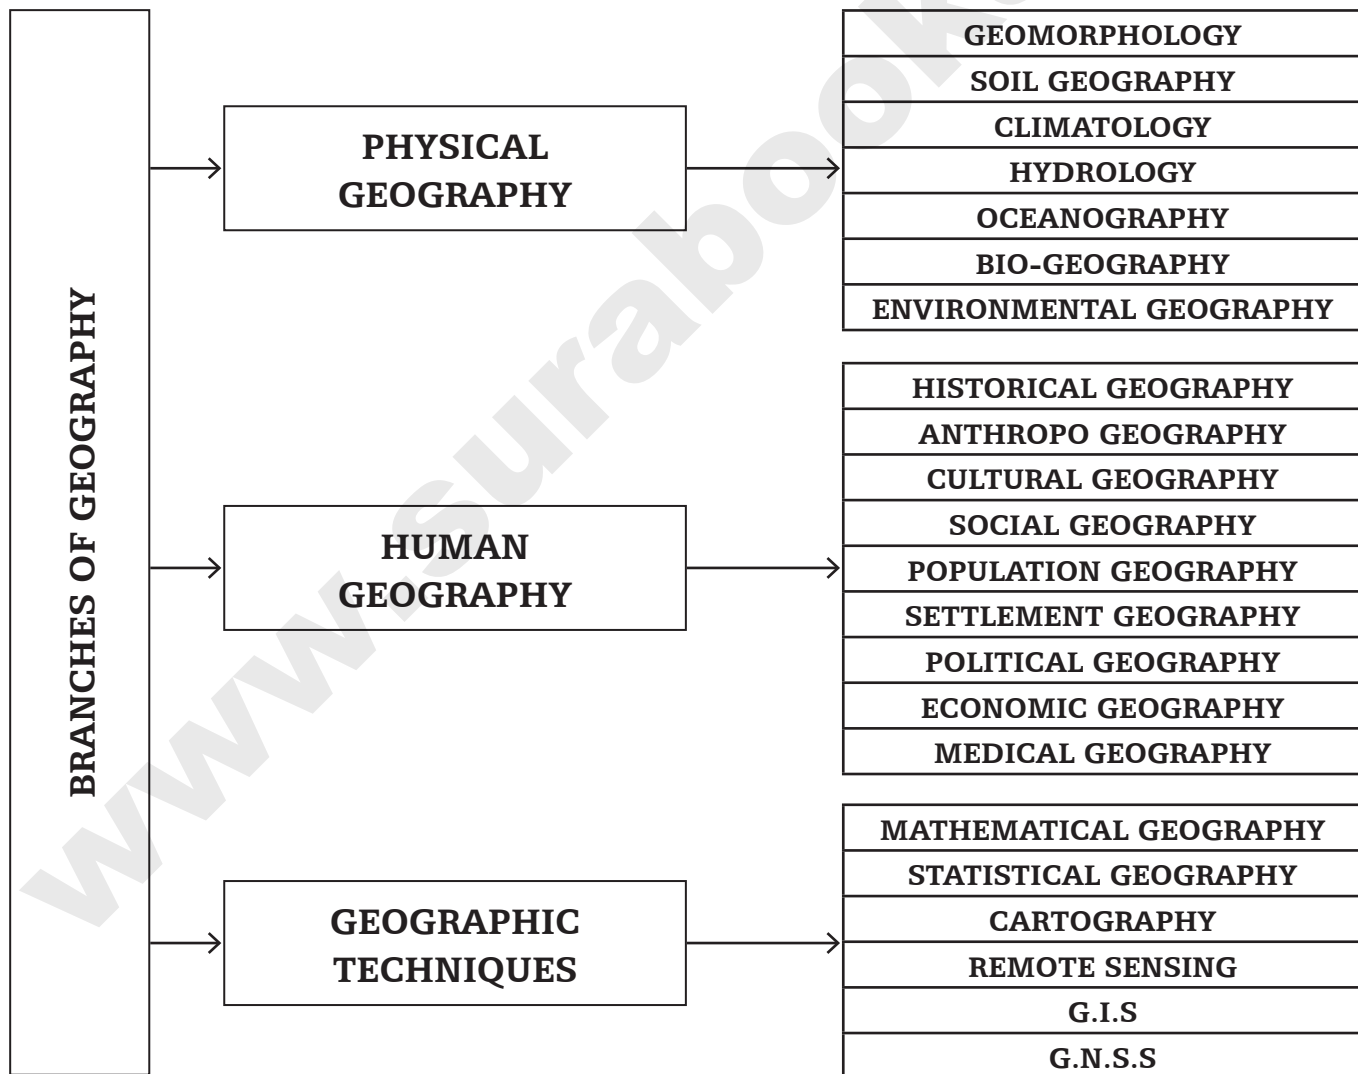 BRANCHES OF GEOGRAPHY
PHYSICAL
GEOGRAPHY
GEOMORPHOLOGY
SOIL GEOGRAPHY
CLIMATOLOGY
HYDROLOGY
OCEANOGRAPHY
BIO-GEOGRAPHY
ENVIRONMENTAL GEOGRAPHY
HUMAN
GEOGRAPHY
HISTORICAL GEOGRAPHY
ANTHROPO GEOGRAPHY
CULTURAL GEOGRAPHY
SOCIAL GEOGRAPHY
POPULATION GEOGRAPHY
SETTLEMENT GEOGRAPHY
POLITICAL GEOGRAPHY
ECONOMIC GEOGRAPHY
MEDICAL GEOGRAPHY
GEOGRAPHIC
TECHNIQUES
MATHEMATICAL GEOGRAPHY
STATISTICAL GEOGRAPHY
CARTOGRAPHY
REMOTE SENSING
G.I.S
G.N.S.S
www.surabook